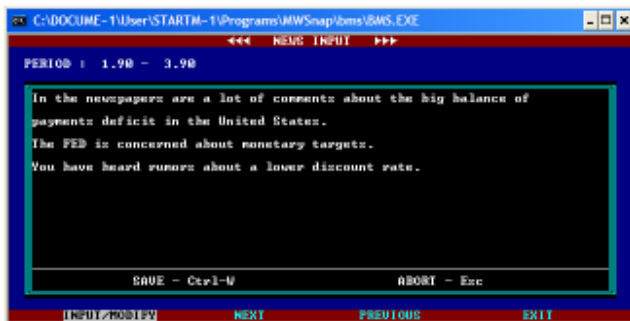 C:\DOCUME~1\User\STARTM~1\Programs\MWSnap\bms\BMS.EXE
◄◄◄ NEWS INPUT ►►►
PERIOD : 1.90 - 3.90
In the newspapers are a lot of comments about the big balance of
payments deficit in the United States.
The FED is concerned about monetary targets.
You have heard rumors about a lower discount rate.
SAVE - Ctrl-W ABORT - Esc
INPUT/MODIFY NEXT PREVIOUS EXIT